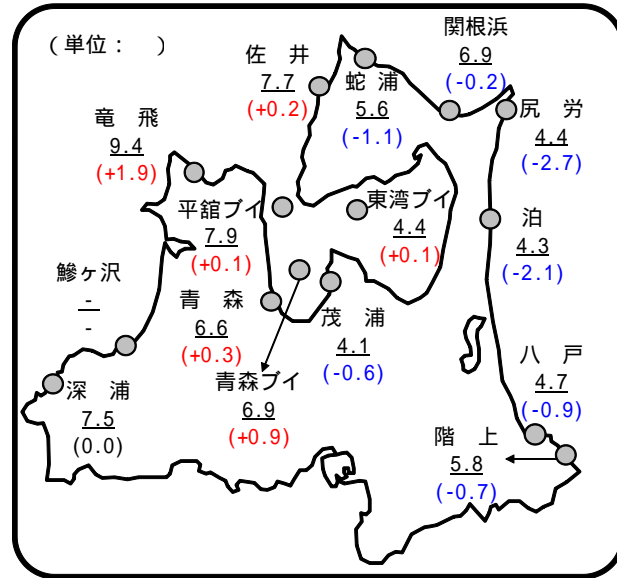 （単位：　）
関根浜
6.9
(-0.2)
佐井
7.7
(+0.2)
蛇浦
5.6
(-1.1)
尻労
4.4
(-2.7)
竜飛
9.4
(+1.9)
平舘ブイ
7.9
(+0.1)
東湾ブイ
4.4
(+0.1)
泊
4.3
(-2.1)
鰺ヶ沢
-
-
青森
6.6
(+0.3)
茂浦
4.1
(-0.6)
青森ブイ
6.9
(+0.9)
八戸
4.7
(-0.9)
深浦
7.5
(0.0)
階上
5.8
(-0.7)